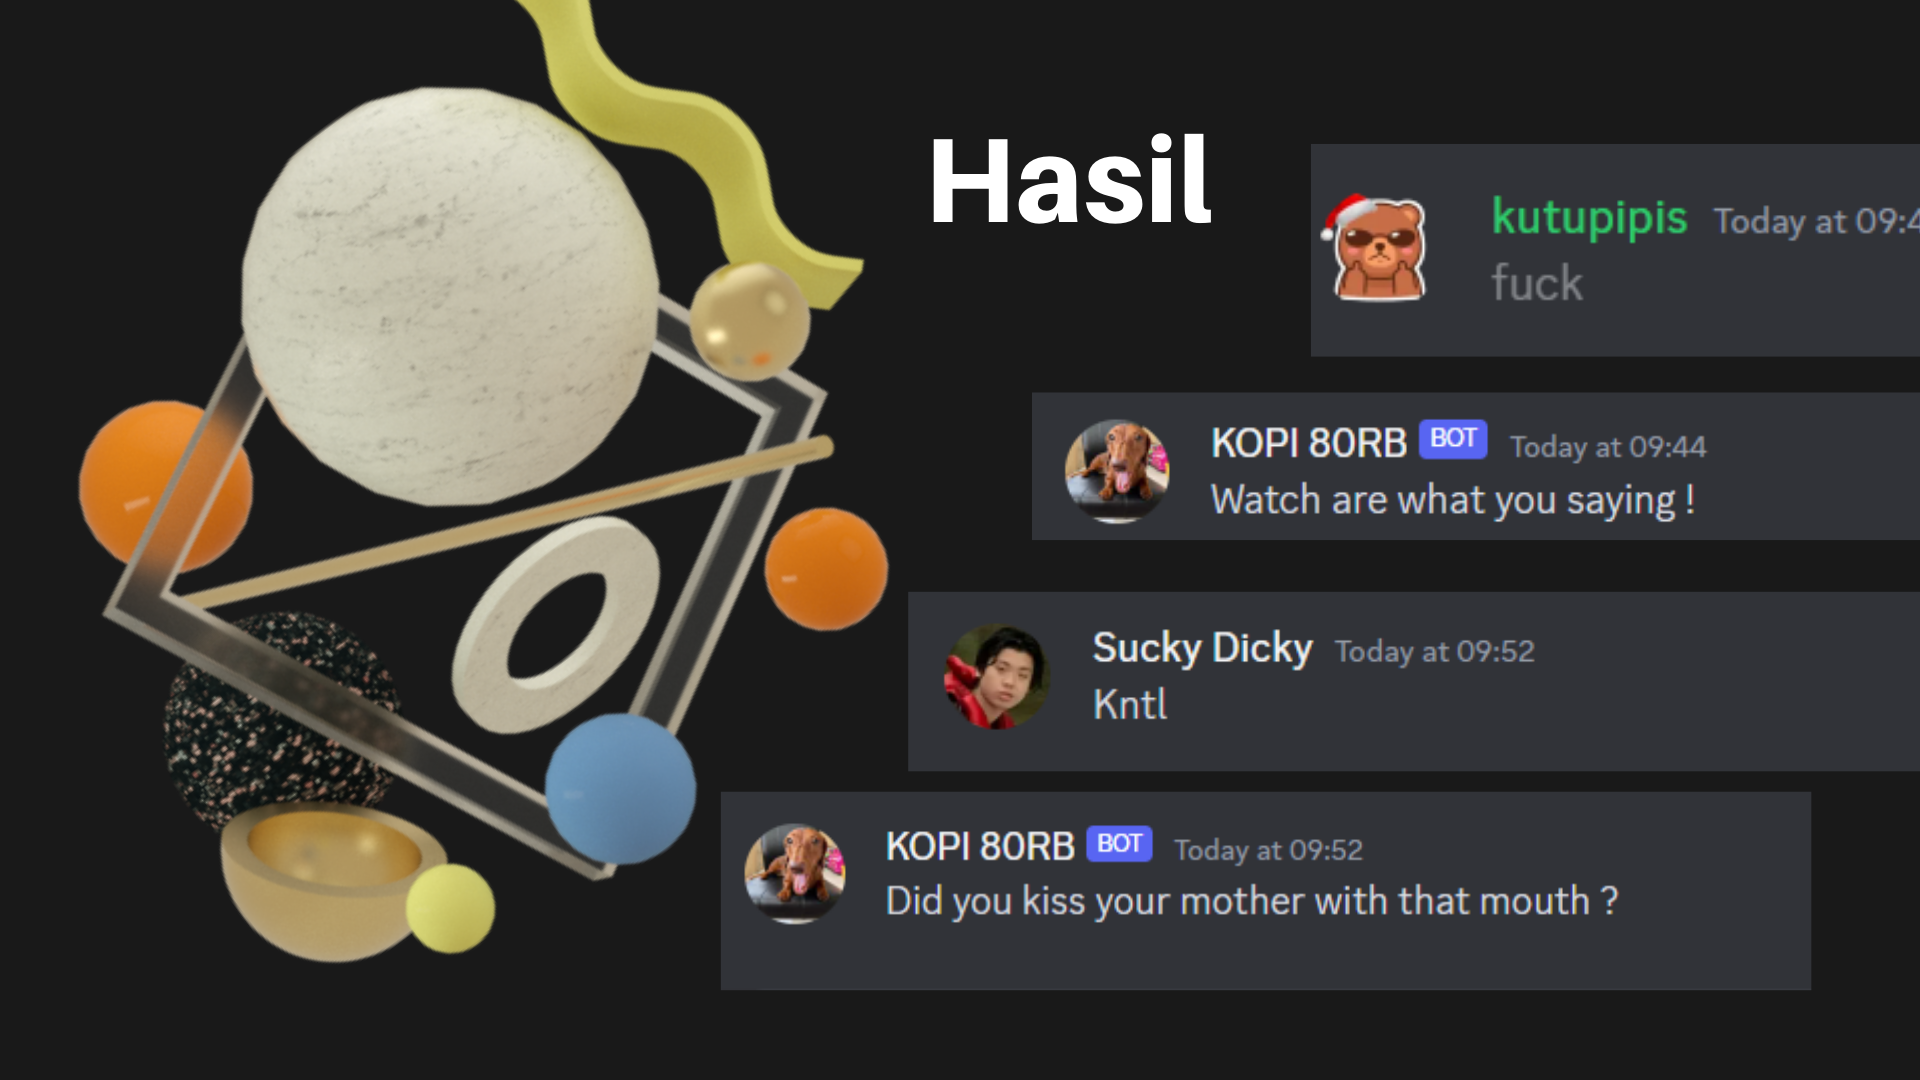 Hasil
kutupipis Today at 09:4
fuck
KOPI 80RB BOT Today at 09:44
Watch are what you saying !
Sucky Dicky Today at 09:52
Kntl
KOPI 80RB BOT Today at 09:52
Did you kiss your mother with that mouth ?